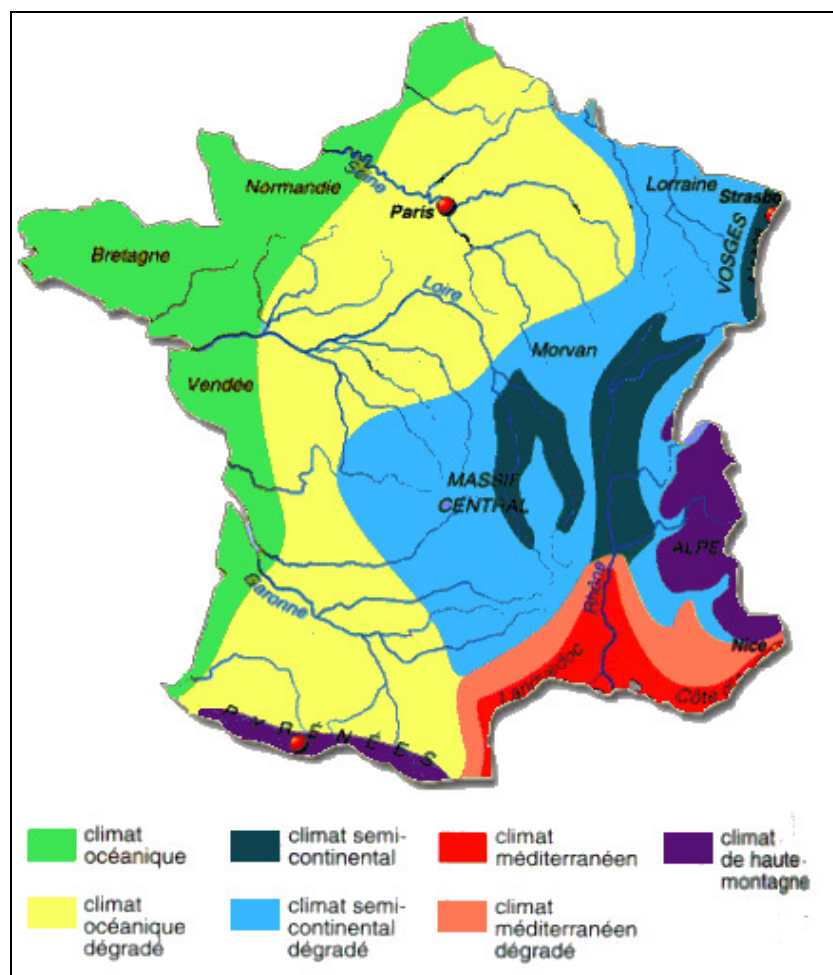 Normandie
Seine
Paris
Lorraine
Strasbo
VOSGES
Bretagne
Loire
Morvan
Vendée
MASSIF
CENTRAL
ALPE
Garonne
Rhône
Nice
Languedoc
Côte
PYRÉNÉES
climat
océanique
climat semi-
continental
climat
méditerranéen
climat
de haute-
montagne
climat
océanique
dégradé
climat semi-
continental
dégradé
climat
méditerranéen
dégradé